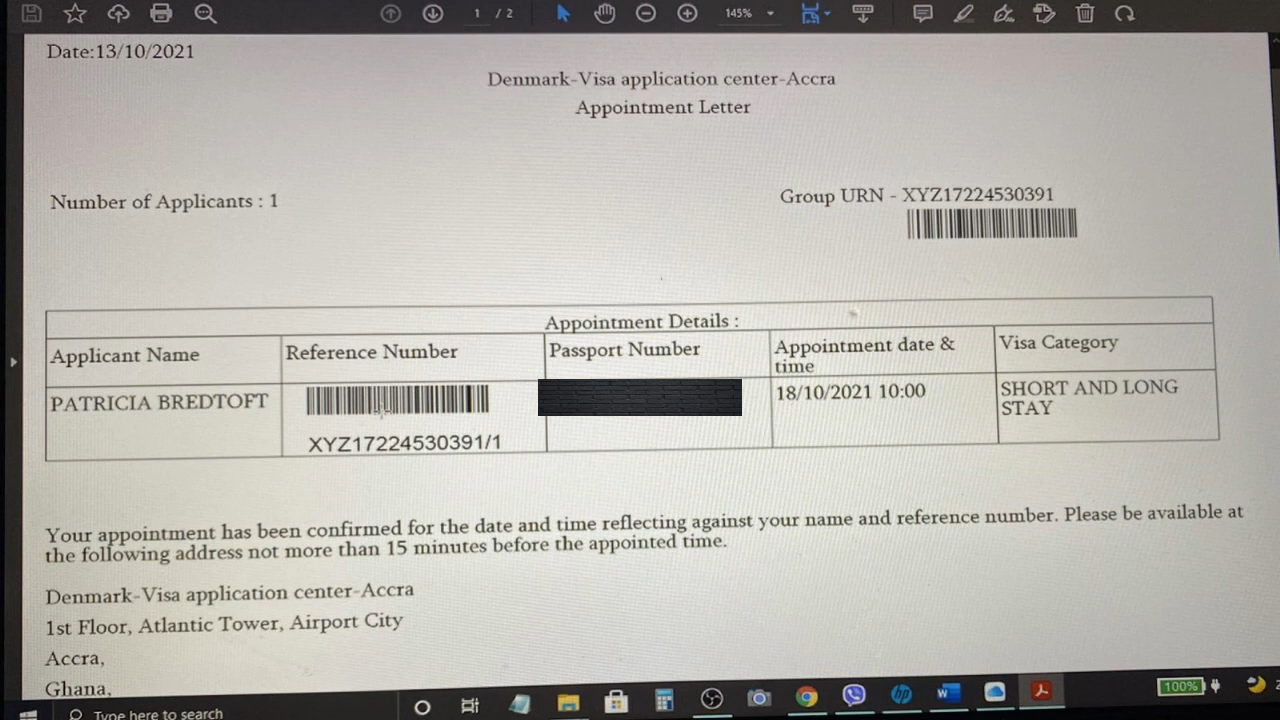 1 / 2
145%
Date:13/10/2021
Denmark-Visa application center-Accra
Appointment Letter
Number of Applicants : 1
Group URN - XYZ17224530391
Appointment Details :
Applicant Name
Reference Number
Passport Number
Appointment date &
time
Visa Category
PATRICIA BREDTOFT
XYZ17224530391/1
18/10/2021 10:00
SHORT AND LONG
STAY
Your appointment has been confirmed for the date and time reflecting against your name and reference number. Please be available at
the following address not more than 15 minutes before the appointed time.
Denmark-Visa application center-Accra
1st Floor, Atlantic Tower, Airport City
Accra,
Ghana,
Type here to search
hp
W
100%
2